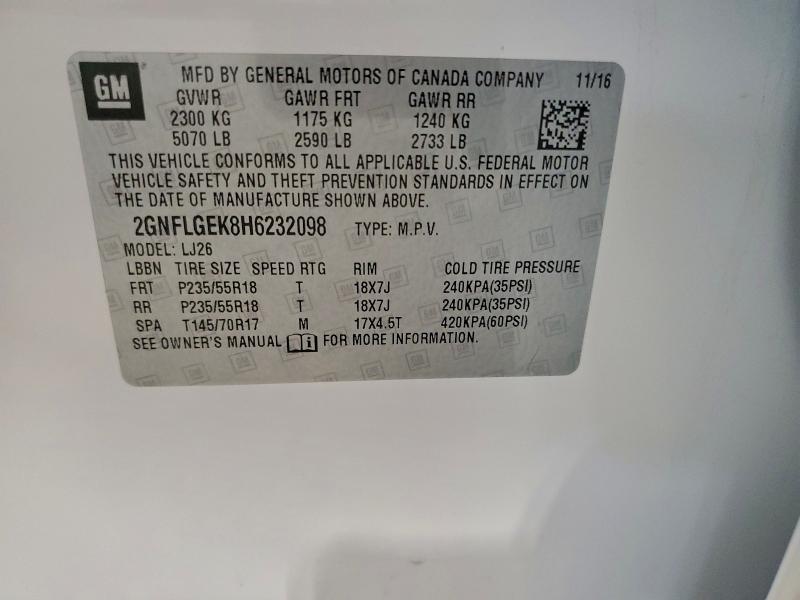 GM MFD BY GENERAL MOTORS OF CANADA COMPANY 11/16
GVWR GAWR FRT GAWR RR
2300 KG 1175 KG 1240 KG
5070 LB 2590 LB 2733 LB
THIS VEHICLE CONFORMS TO ALL APPLICABLE U.S. FEDERAL MOTOR
VEHICLE SAFETY AND THEFT PREVENTION STANDARDS IN EFFECT ON
THE DATE OF MANUFACTURE SHOWN ABOVE.
2GNFLGEK8H6232098 TYPE: M.P.V.
MODEL: LJ26
LBBN TIRE SIZE SPEED RTG RIM COLD TIRE PRESSURE
FRT P235/55R18 T 18X7J 240KPA(35PSI)
RR P235/55R18 T 18X7J 240KPA(35PSI)
SPA T145/70R17 M 17X4.5T 420KPA(60PSI)
SEE OWNER'S MANUAL i FOR MORE INFORMATION.